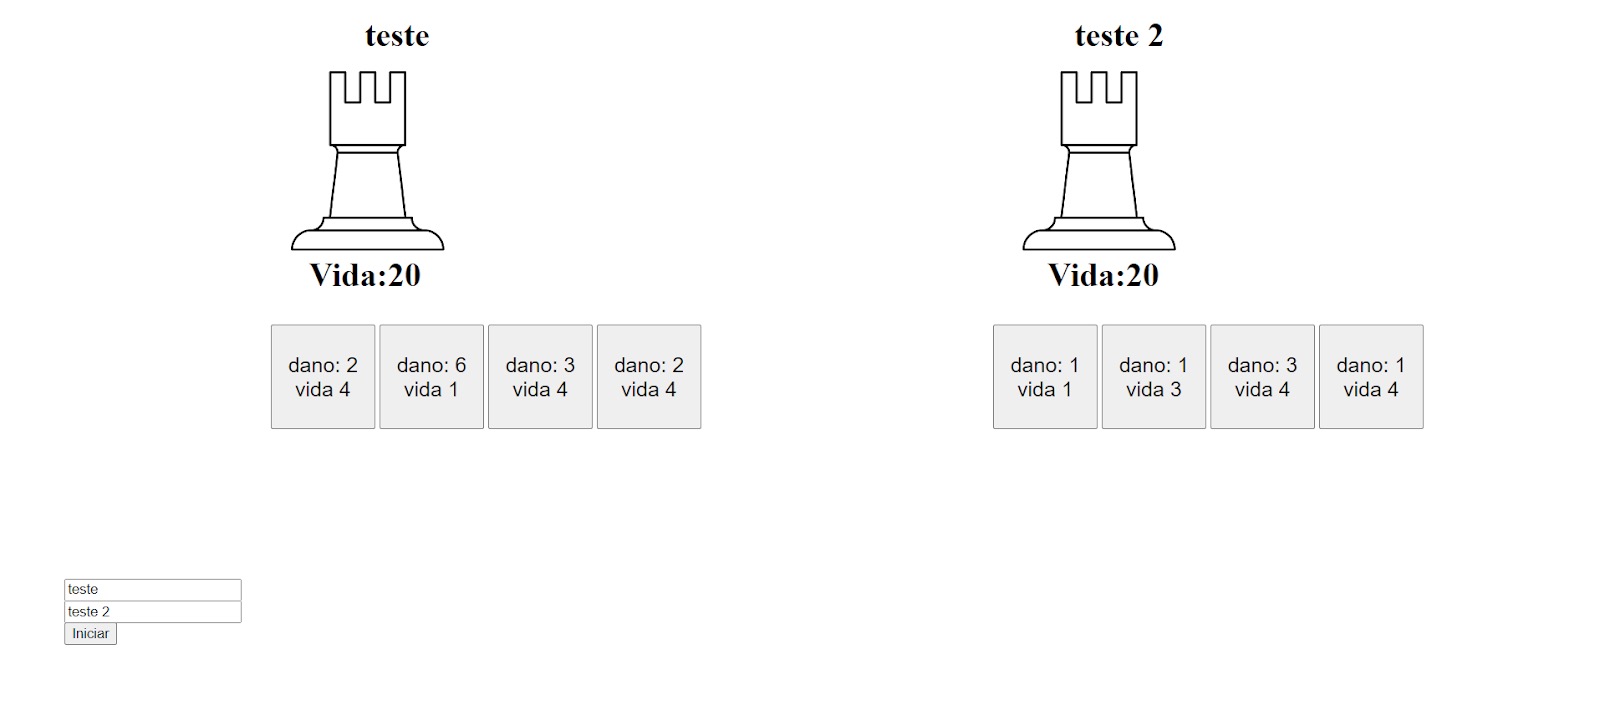 teste
Vida:20
dano: 2
vida 4
dano: 6
vida 1
dano: 3
vida 4
dano: 2
vida 4
teste 2
Vida:20
dano: 1
vida 1
dano: 1
vida 3
dano: 3
vida 4
dano: 1
vida 4
teste
teste 2
Iniciar